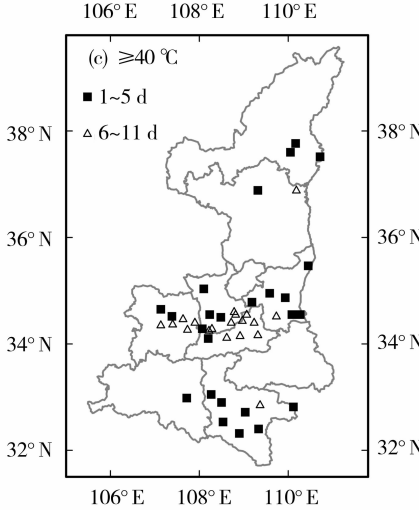 106° E 108° E 110° E
(c) ≥40 ℃
1~5 d
6~11 d
38° N 38° N
36° N 36° N
34° N 34° N
32° N 32° N
106° E 108° E 110° E